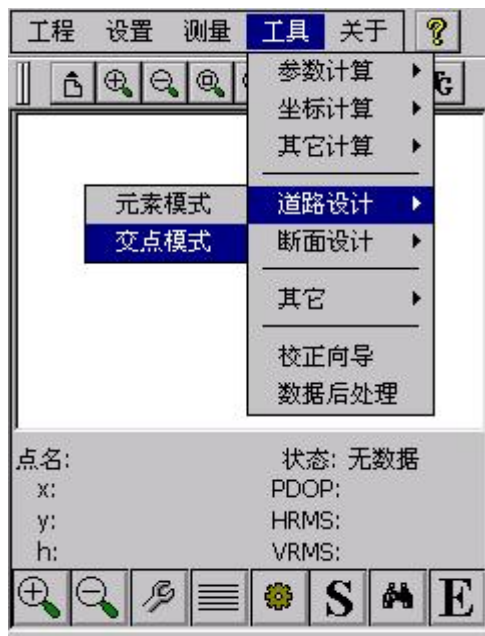 工程 设置 测量 工具 关于 ?
参数计算
坐标计算
其它计算
元素模式 道路设计
交点模式 断面设计
其它
校正向导
数据后处理
点名: 状态: 无数据
x: PDOP:
y: HRMS:
h: VRMS:
S E